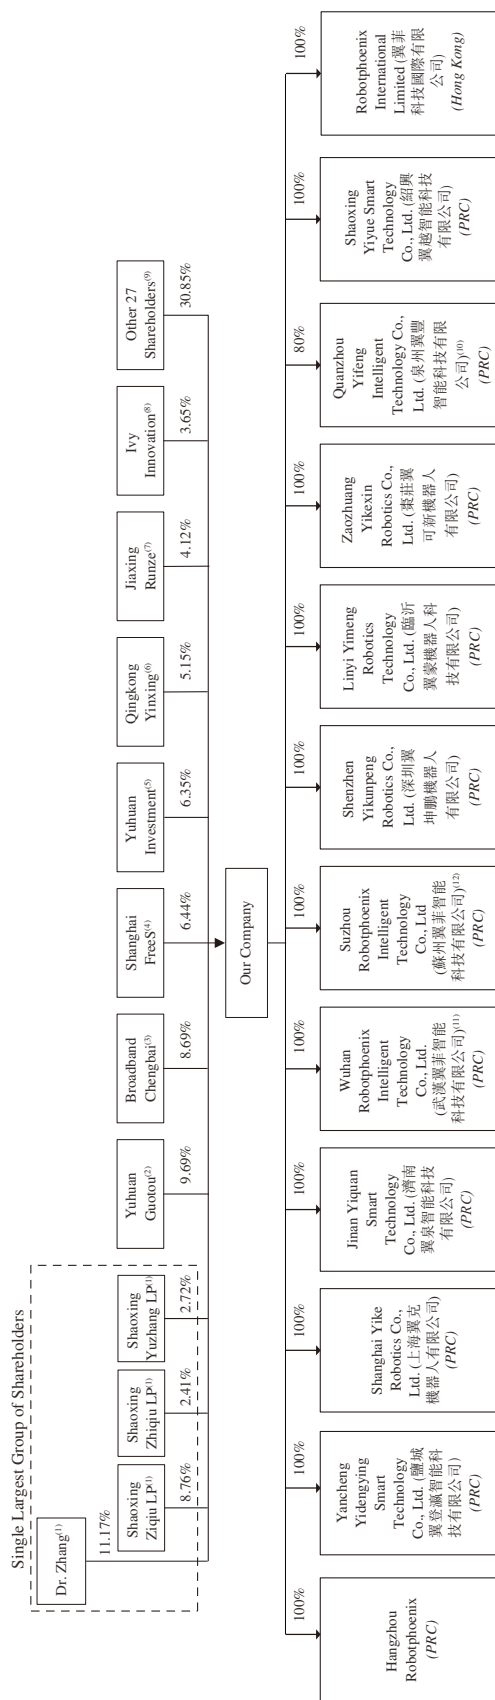 Single Largest Group of Shareholders
Dr. Zhang(1)
11.17%
Shaoxing
Ziqiu LP(1)
8.76%
Shaoxing
Zhiqiu LP(1)
2.41%
Shaoxing
Yuzhang LP(1)
2.72%
Yuhuan
Guotou(2)
9.69%
Broadband
Chengbai(3)
8.69%
Shanghai
FreeS(4)
6.44%
Yuhuan
Investment(5)
6.35%
Qingkong
Yinxing(6)
5.15%
Jiaxing
Runze(7)
4.12%
Ivy
Innovation(8)
3.65%
Other 27
Shareholders(9)
30.85%
Our Company
100%
Hangzhou
Robotphoenix
(PRC)
100%
Yancheng
Yidengying
Smart
Technology
Co., Ltd. (鹽城
翼登瀛智能科
技有限公司)
(PRC)
100%
Shanghai Yike
Robotics Co.,
Ltd. (上海翼克
機器人有限公司)
(PRC)
100%
Jinan Yiquan
Smart
Technology
Co., Ltd. (濟南
翼泉智能科技
有限公司)
(PRC)
100%
Wuhan
Robotphoenix
Intelligent
Technology
Co., Ltd.
(武漢翼菲智能
科技有限公司)(11)
(PRC)
100%
Suzhou
Robotphoenix
Intelligent
Technology
Co., Ltd
(蘇州翼菲智能
科技有限公司)(12)
(PRC)
100%
Shenzhen
Yikunpeng
Robotics Co.,
Ltd. (深圳翼
坤鵬機器人
有限公司)
(PRC)
100%
Linyi Yimeng
Robotics
Technology
Co., Ltd. (臨沂
翼蒙機器人科
技有限公司)
(PRC)
100%
Zaozhuang
Yikexin
Robotics Co.,
Ltd. (棗莊翼
可新機器人
有限公司)
(PRC)
80%
Quanzhou
Yifeng
Intelligent
Technology Co.,
Ltd. (泉州翼豐
智能科技有限
公司)(10)
(PRC)
100%
Shaoxing
Yiyue Smart
Technology
Co., Ltd. (紹興
翼越智能科技
有限公司)
(PRC)
100%
Robotphoenix
International
Limited (翼菲
科技國際有限
公司)
(Hong Kong)